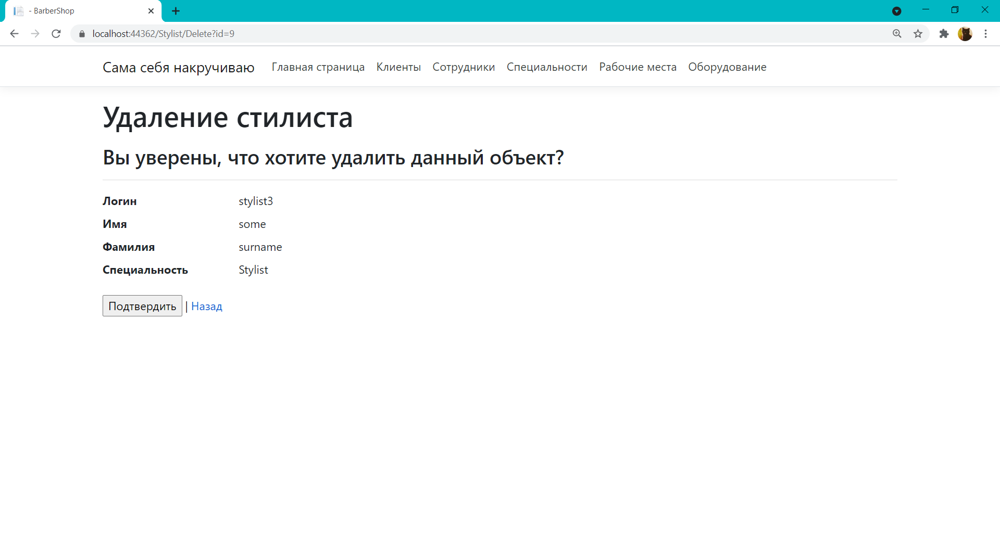 - BarberShop
localhost:44362/Stylist/Delete?id=9
Сама себя накручиваю Главная страница Клиенты Сотрудники Специальности Рабочие места Оборудование
Удаление стилиста
Вы уверены, что хотите удалить данный объект?
Логин stylist3
Имя some
Фамилия surname
Специальность Stylist
Подтвердить | Назад